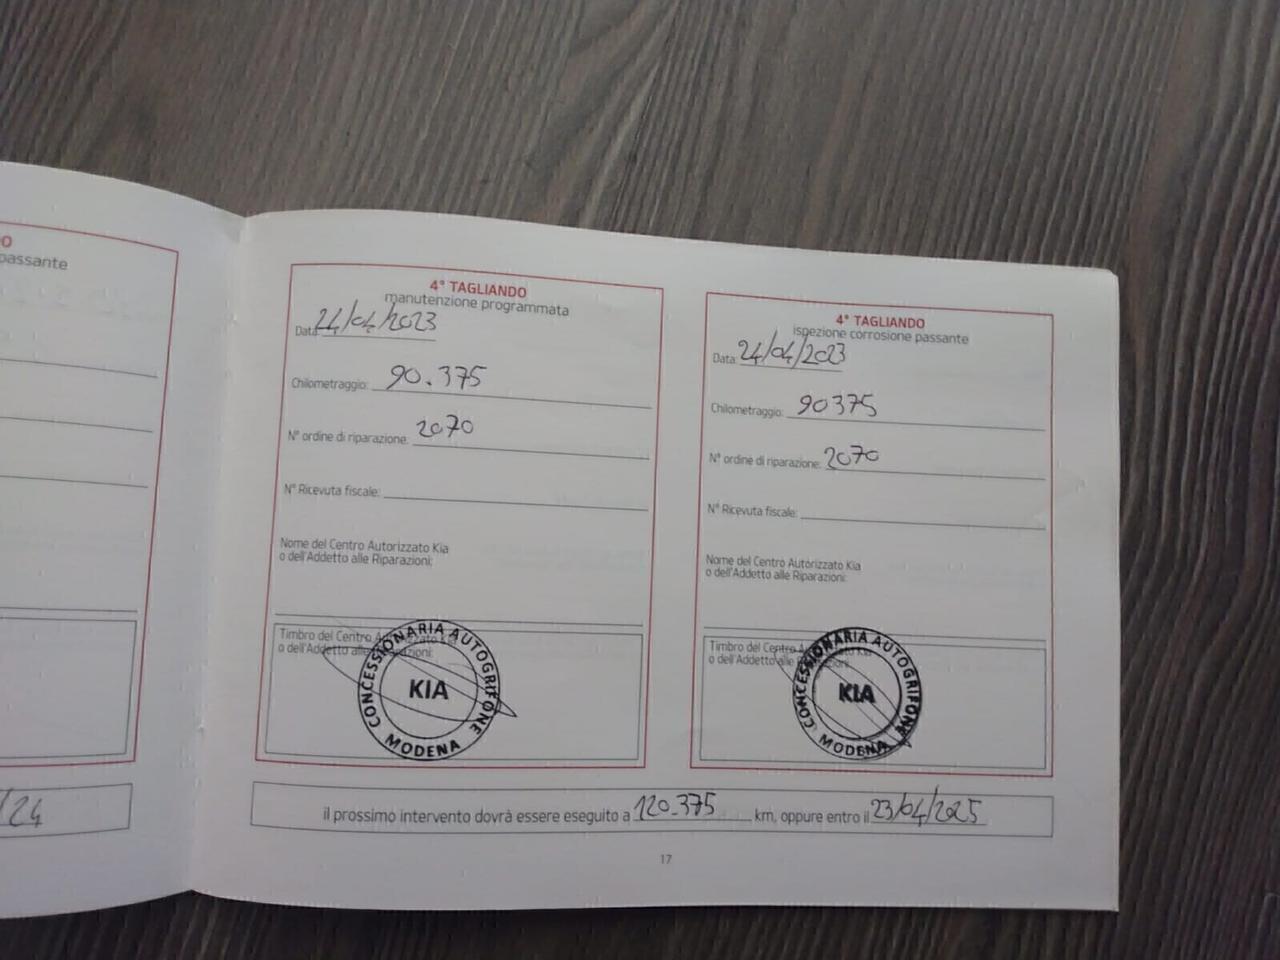 O
passante
/24
4° TAGLIANDO
manutenzione programmata
Data: 24/04/2023
Chilometraggio: 90.375
N° ordine di riparazione: 2070
N° Ricevuta fiscale:
Nome del Centro Autorizzato Kia
o dell'Addetto alle Riparazioni:
Timbro del Centro Autorizzato Kia
o dell'Addetto alle Riparazioni:
CONCESSIONARIA AUTOGRIFONE
KIA
MODENA
4° TAGLIANDO
ispezione corrosione passante
Data: 24/04/2023
Chilometraggio: 90375
N° ordine di riparazione: 2070
N° Ricevuta fiscale:
Nome del Centro Autorizzato Kia
o dell'Addetto alle Riparazioni:
Timbro del Centro Autorizzato Kia
o dell'Addetto alle Riparazioni:
CONCESSIONARIA AUTOGRIFONE
KIA
MODENA
il prossimo intervento dovrà essere eseguito a 120.375 km, oppure entro il 23/04/2025
17